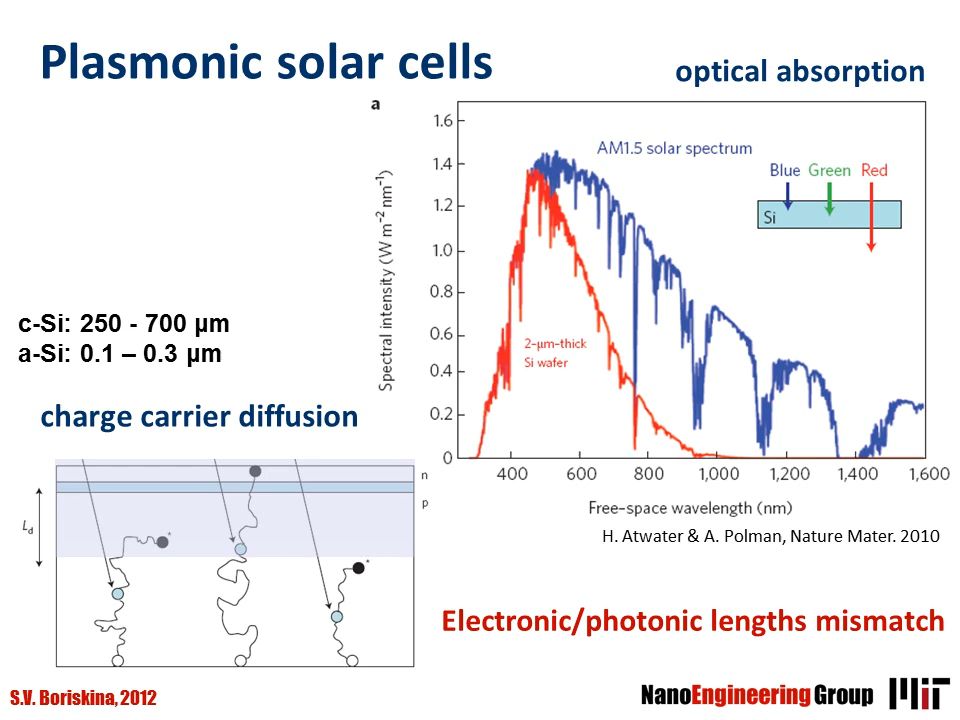 Plasmonic solar cells
optical absorption
a
1.6
1.4
1.2
1.0
0.8
0.6
0.4
0.2
0
Spectral intensity (W m⁻² nm⁻¹)
AM1.5 solar spectrum
Blue Green Red
Si
2-μm-thick
Si wafer
400 600 800 1,000 1,200 1,400 1,600
Free-space wavelength (nm)
H. Atwater & A. Polman, Nature Mater. 2010
c-Si: 250 - 700 μm
a-Si: 0.1 – 0.3 μm
charge carrier diffusion
n
p
Ld
*
*
Electronic/photonic lengths mismatch
S.V. Boriskina, 2012
NanoEngineering Group
MIT